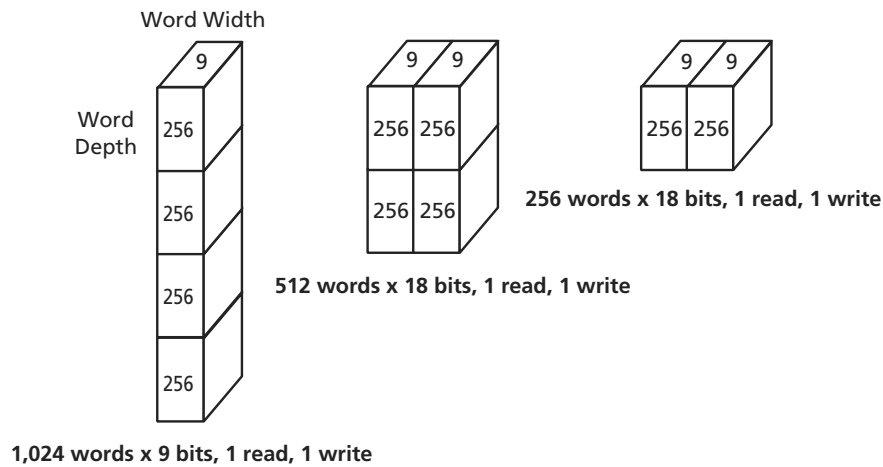 Word Width
9
Word
Depth
256
256
256
256
1,024 words x 9 bits, 1 read, 1 write
9 9
256 256
256 256
512 words x 18 bits, 1 read, 1 write
9 9
256 256
256 words x 18 bits, 1 read, 1 write